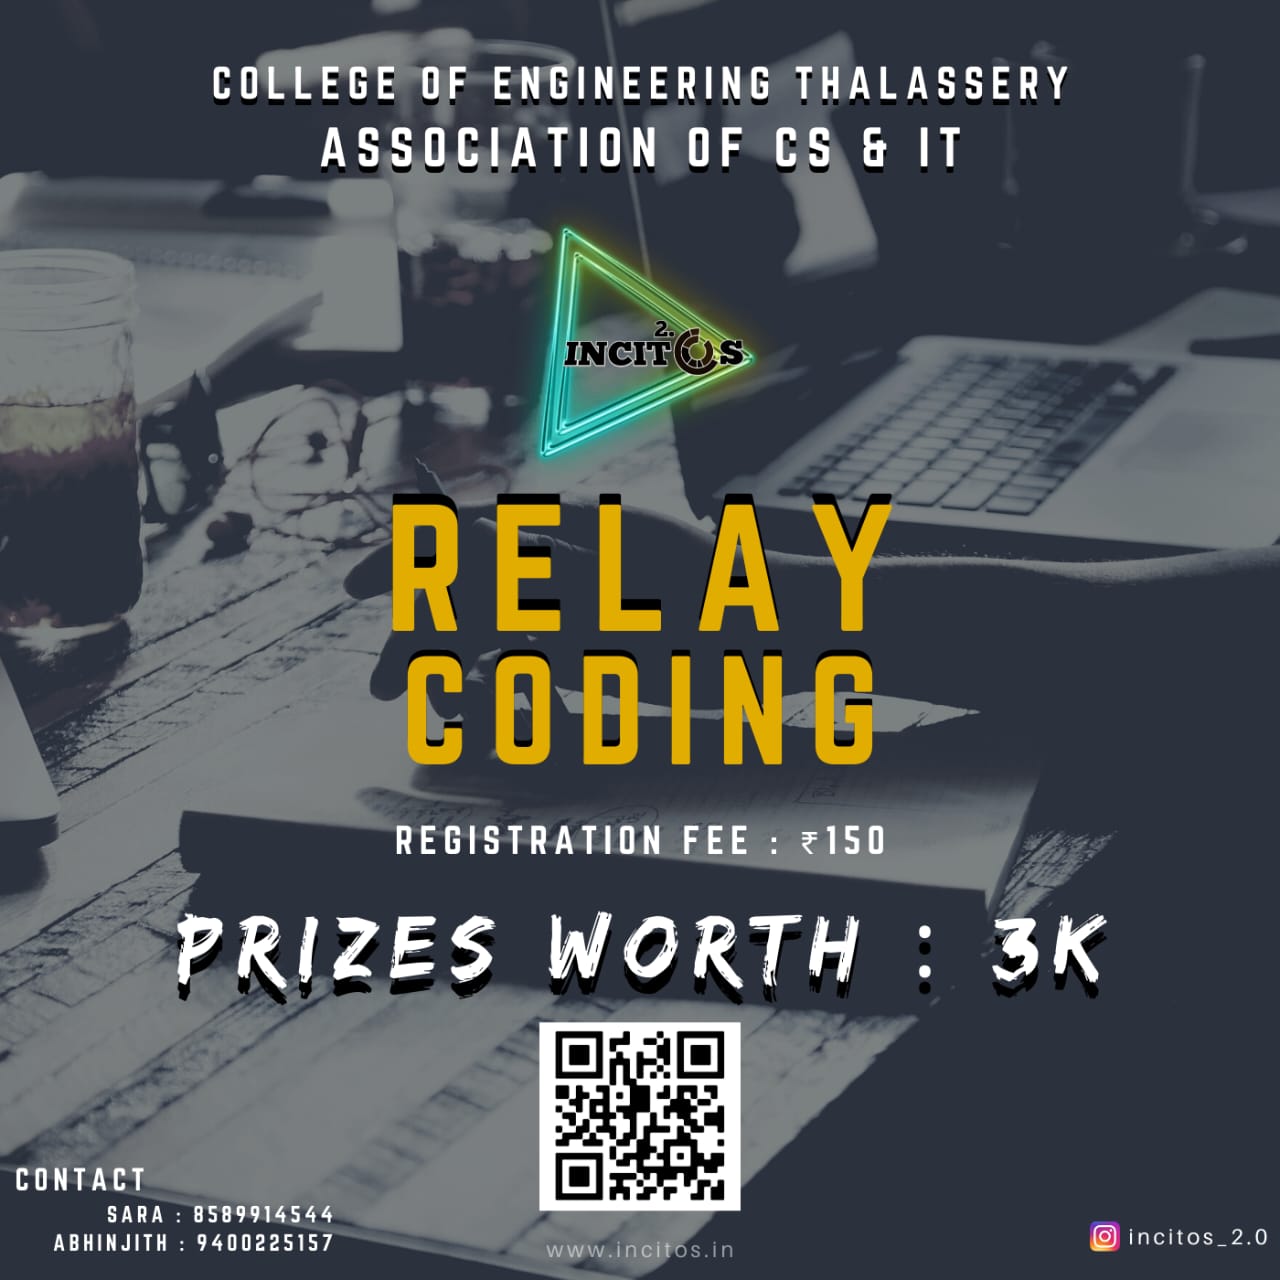 COLLEGE OF ENGINEERING THALASSERY
ASSOCIATION OF CS & IT
2.
INCITOS
RELAY
CODING
REGISTRATION FEE : ₹150
PRIZES WORTH : 3K
CONTACT
SARA : 8589914544
ABHINJITH : 9400225157
www.incitos.in
incitos_2.0